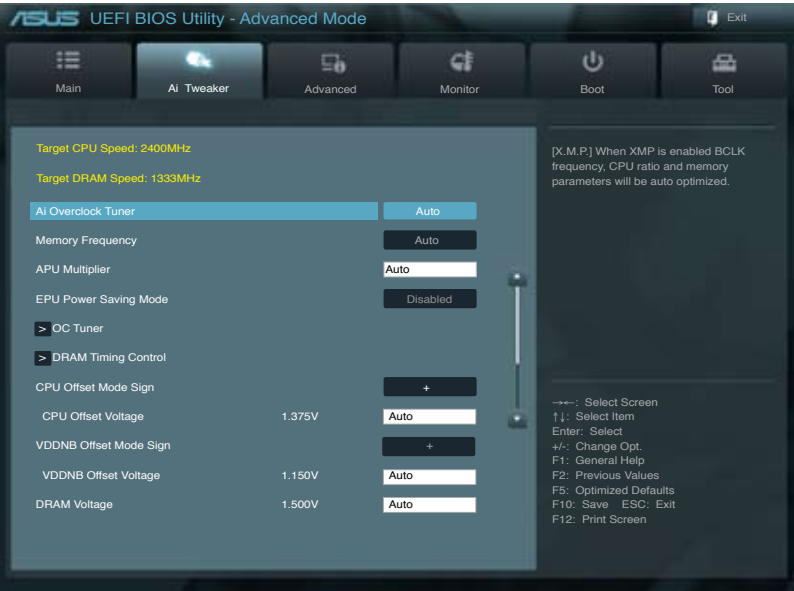 ASUS UEFI BIOS Utility - Advanced Mode
Exit
Main
Ai Tweaker
Advanced
Monitor
Boot
Tool
Target CPU Speed: 2400MHz
Target DRAM Speed: 1333MHz
Ai Overclock Tuner Auto
Memory Frequency Auto
APU Multiplier Auto
EPU Power Saving Mode Disabled
> OC Tuner
> DRAM Timing Control
CPU Offset Mode Sign +
CPU Offset Voltage 1.375V Auto
VDDNB Offset Mode Sign +
VDDNB Offset Voltage 1.150V Auto
DRAM Voltage 1.500V Auto
[X.M.P.] When XMP is enabled BCLK
frequency, CPU ratio and memory
parameters will be auto optimized.
→←: Select Screen
↑↓: Select Item
Enter: Select
+/-: Change Opt.
F1: General Help
F2: Previous Values
F5: Optimized Defaults
F10: Save ESC: Exit
F12: Print Screen